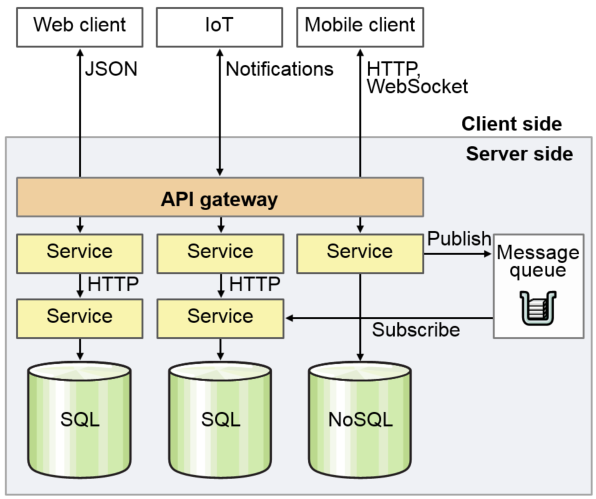 Web client
IoT
Mobile client
JSON
Notifications
HTTP,
WebSocket
Client side
Server side
API gateway
Service
Service
Service
Publish
Message
queue
HTTP
HTTP
Service
Service
Subscribe
SQL
SQL
NoSQL